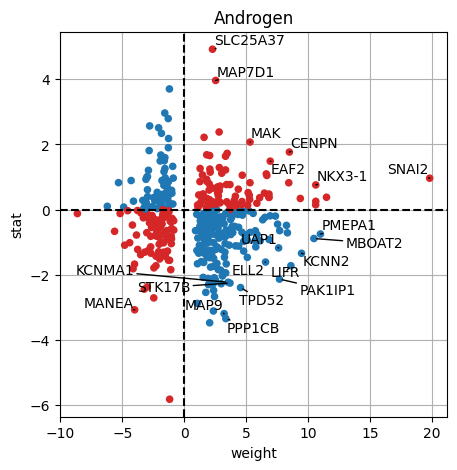 Androgen
SLC25A37
MAP7D1
MAK
CENPN
EAF2
NKX3-1
SNAI2
PMEPA1
UAP1
MBOAT2
KCNN2
KCNMA1
ELL2
LIFR
STK17B
PAK1IP1
MANEA
MAP9
TPD52
PPP1CB
stat
4
2
0
−2
−4
−6
−10
−5
0
5
10
15
20
weight